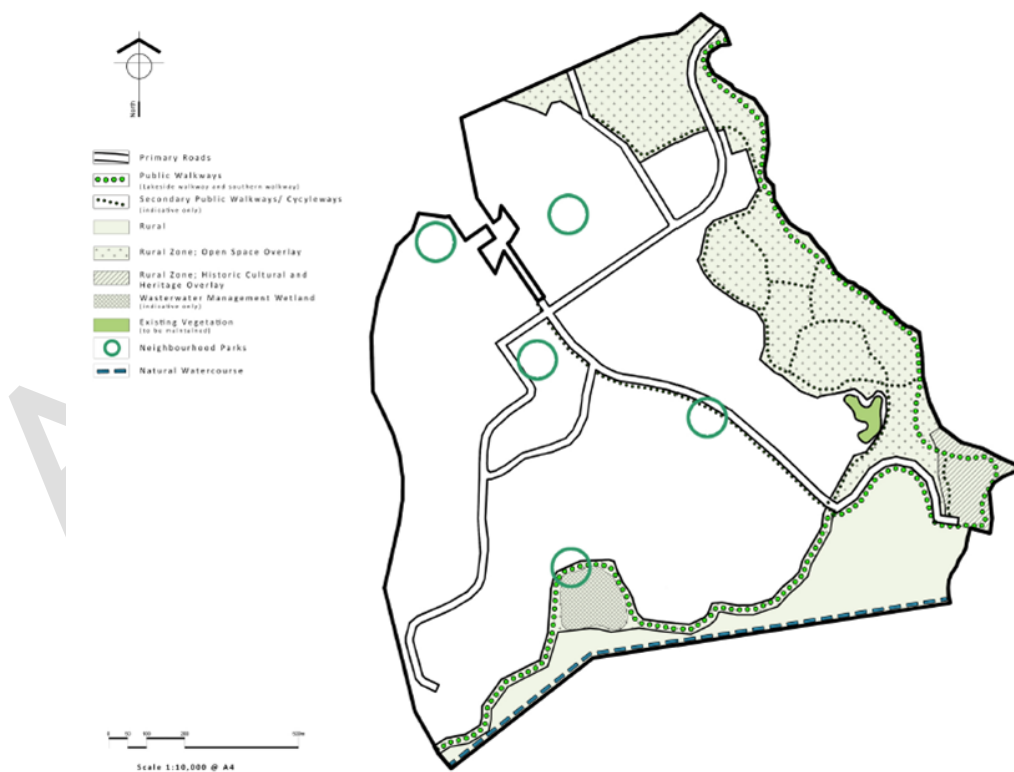 North
Primary Roads
Public Walkways
(Lakeside walkway and southern walkway)
Secondary Public Walkways/ Cycyleways
(indicative only)
Rural
Rural Zone; Open Space Overlay
Rural Zone; Historic Cultural and
Heritage Overlay
Wasterwater Management Wetland
(indicative only)
Existing Vegetation
(to be maintained)
Neighbourhood Parks
Natural Watercourse
Scale 1:10,000 @ A4